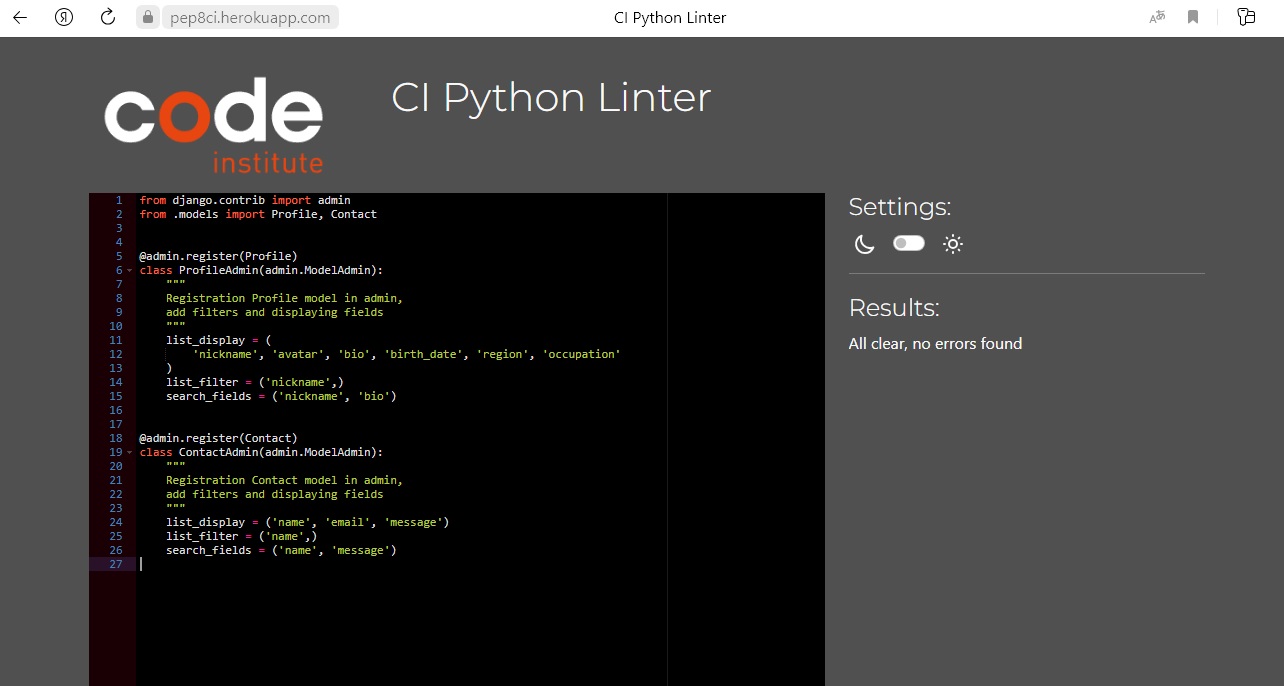 pep8ci.herokuapp.com
CI Python Linter
code
institute
CI Python Linter
1 from django.contrib import admin
2 from .models import Profile, Contact
3
4
5 @admin.register(Profile)
6 class ProfileAdmin(admin.ModelAdmin):
7     """
8     Registration Profile model in admin,
9     add filters and displaying fields
10     """
11     list_display = (
12         'nickname', 'avatar', 'bio', 'birth_date', 'region', 'occupation'
13     )
14     list_filter = ('nickname',)
15     search_fields = ('nickname', 'bio')
16
17
18 @admin.register(Contact)
19 class ContactAdmin(admin.ModelAdmin):
20     """
21     Registration Contact model in admin,
22     add filters and displaying fields
23     """
24     list_display = ('name', 'email', 'message')
25     list_filter = ('name',)
26     search_fields = ('name', 'message')
27
Settings:
Results:
All clear, no errors found